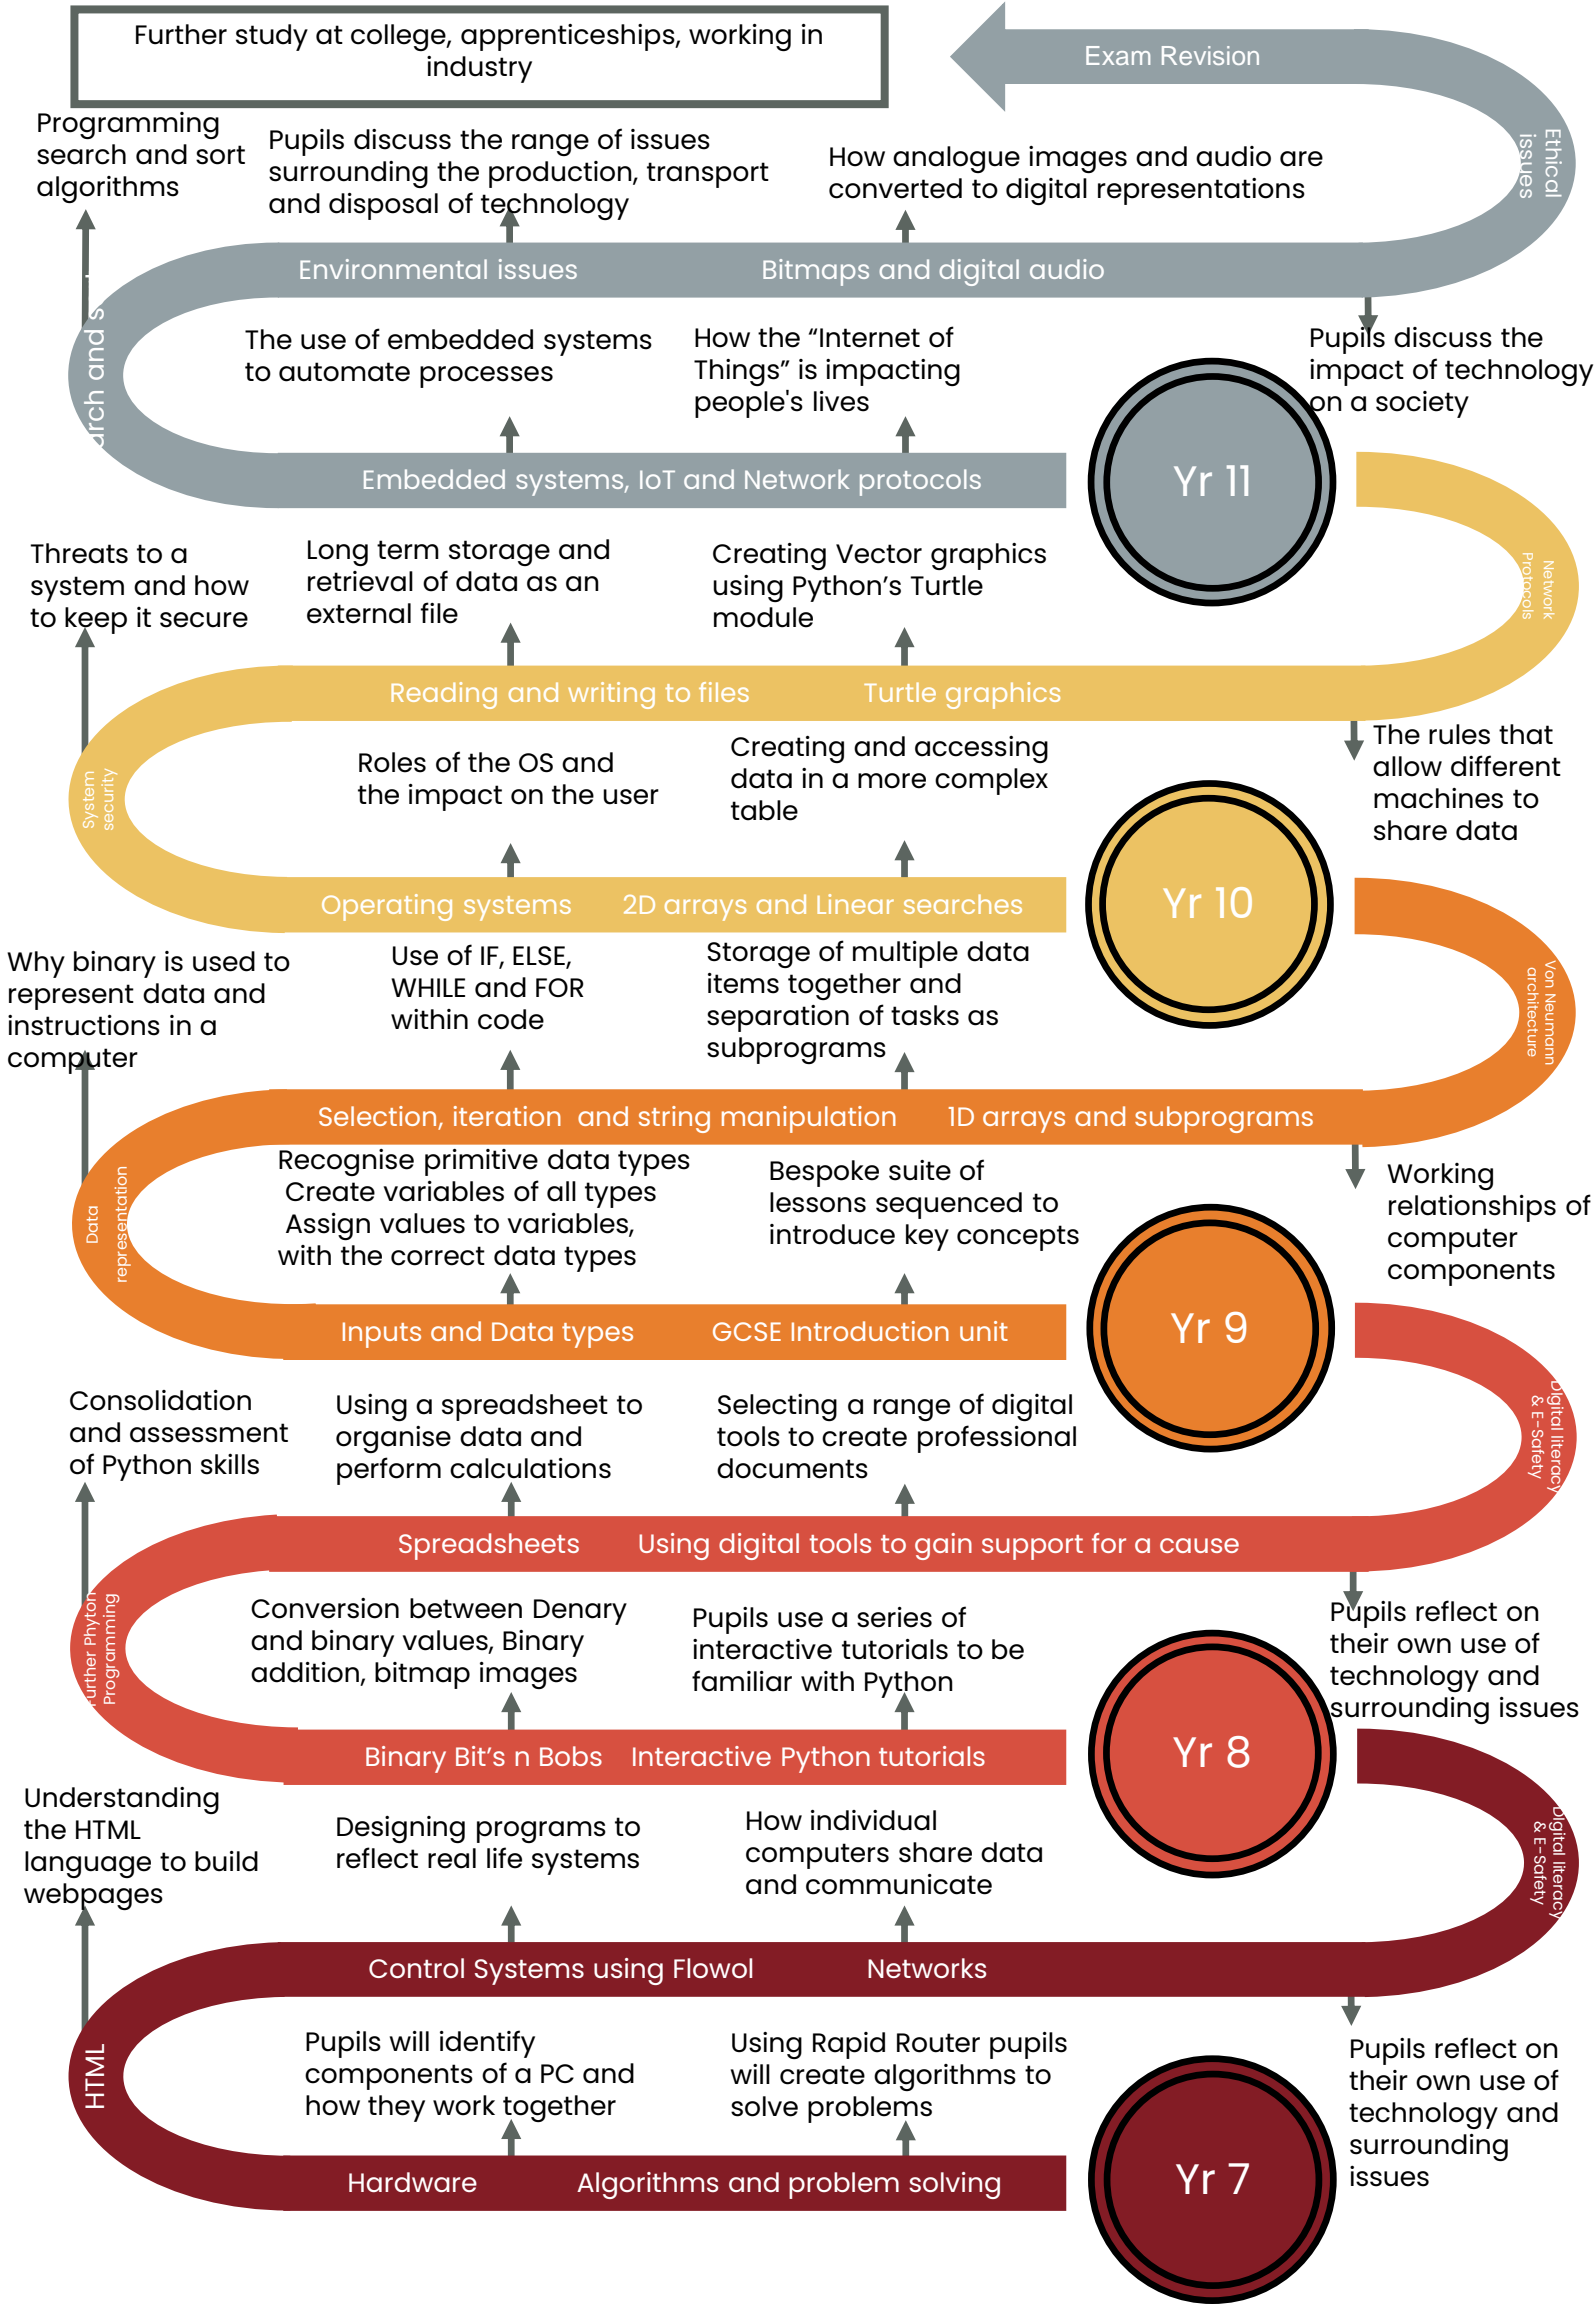 Further study at college, apprenticeships, working in
industry
Exam Revision
Ethical
issues
Programming
search and sort
algorithms
Pupils discuss the range of issues
surrounding the production, transport
and disposal of technology
How analogue images and audio are
converted to digital representations
Environmental issues
Bitmaps and digital audio
arch and s
The use of embedded systems
to automate processes
How the “Internet of
Things” is impacting
people's lives
Pupils discuss the
impact of technology
on a society
Embedded systems, IoT and Network protocols
Yr 11
Network
Protocols
Threats to a
system and how
to keep it secure
Long term storage and
retrieval of data as an
external file
Creating Vector graphics
using Python’s Turtle
module
Reading and writing to files
Turtle graphics
System
security
Roles of the OS and
the impact on the user
Creating and accessing
data in a more complex
table
The rules that
allow different
machines to
share data
Operating systems
2D arrays and Linear searches
Yr 10
Von Neumann
architecture
Why binary is used to
represent data and
instructions in a
computer
Use of IF, ELSE,
WHILE and FOR
within code
Storage of multiple data
items together and
separation of tasks as
subprograms
Selection, iteration and string manipulation
1D arrays and subprograms
Data
representation
Recognise primitive data types
Create variables of all types
Assign values to variables,
with the correct data types
Bespoke suite of
lessons sequenced to
introduce key concepts
Working
relationships of
computer
components
Inputs and Data types
GCSE Introduction unit
Yr 9
Digital literacy
& E-Safety
Consolidation
and assessment
of Python skills
Using a spreadsheet to
organise data and
perform calculations
Selecting a range of digital
tools to create professional
documents
Spreadsheets
Using digital tools to gain support for a cause
Further Phyton
Programming
Conversion between Denary
and binary values, Binary
addition, bitmap images
Pupils use a series of
interactive tutorials to be
familiar with Python
Pupils reflect on
their own use of
technology and
surrounding issues
Binary Bit's n Bobs
Interactive Python tutorials
Yr 8
Digital literacy
& E-Safety
Understanding
the HTML
language to build
webpages
Designing programs to
reflect real life systems
How individual
computers share data
and communicate
Control Systems using Flowol
Networks
HTML
Pupils will identify
components of a PC and
how they work together
Using Rapid Router pupils
will create algorithms to
solve problems
Pupils reflect on
their own use of
technology and
surrounding
issues
Hardware
Algorithms and problem solving
Yr 7